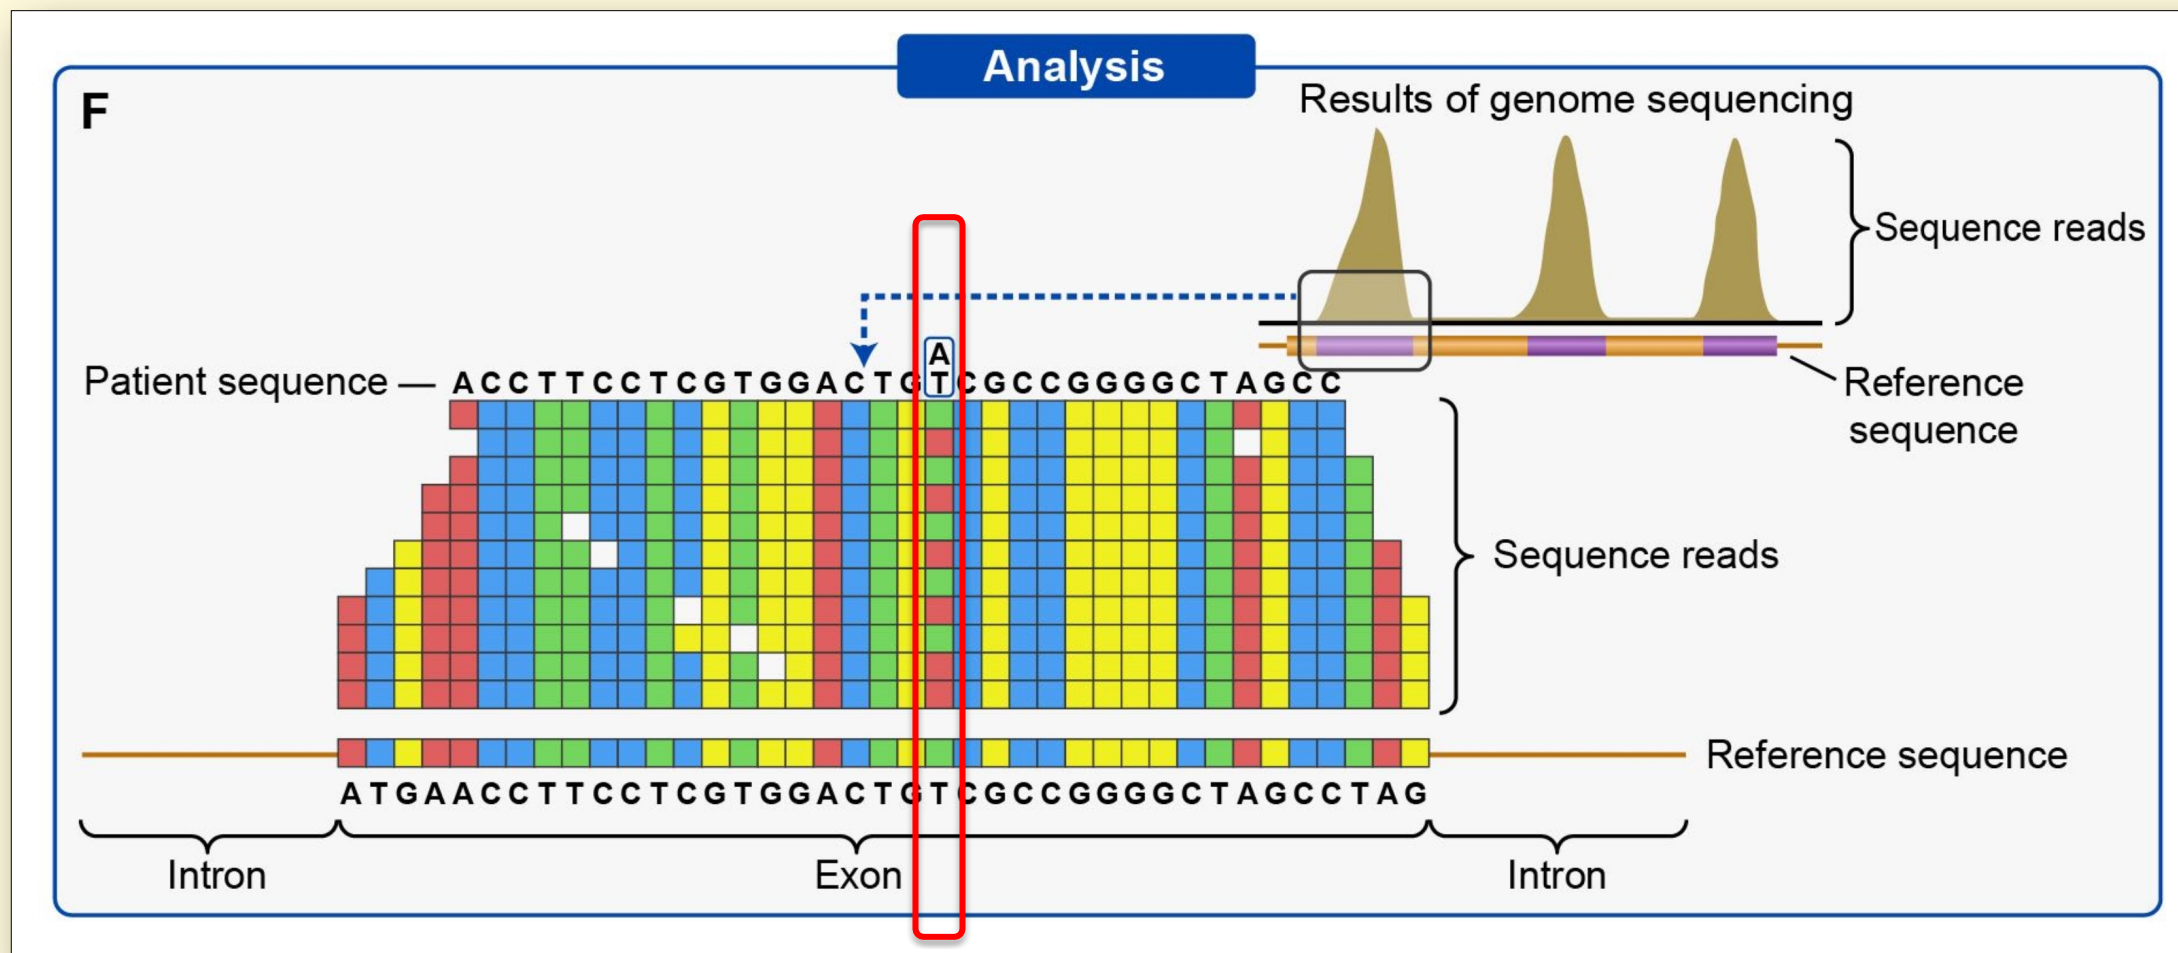 Analysis
F
Results of genome sequencing
Sequence reads
A
Patient sequence — ACCTTCCTCGTGGACTGTCGCCGGGGCTAGCC
Reference
sequence
Sequence reads
Reference sequence
ATGAACCTTCCTCGTGGACTGTCGCCGGGGCTAGCCTAG
Intron
Exon
Intron